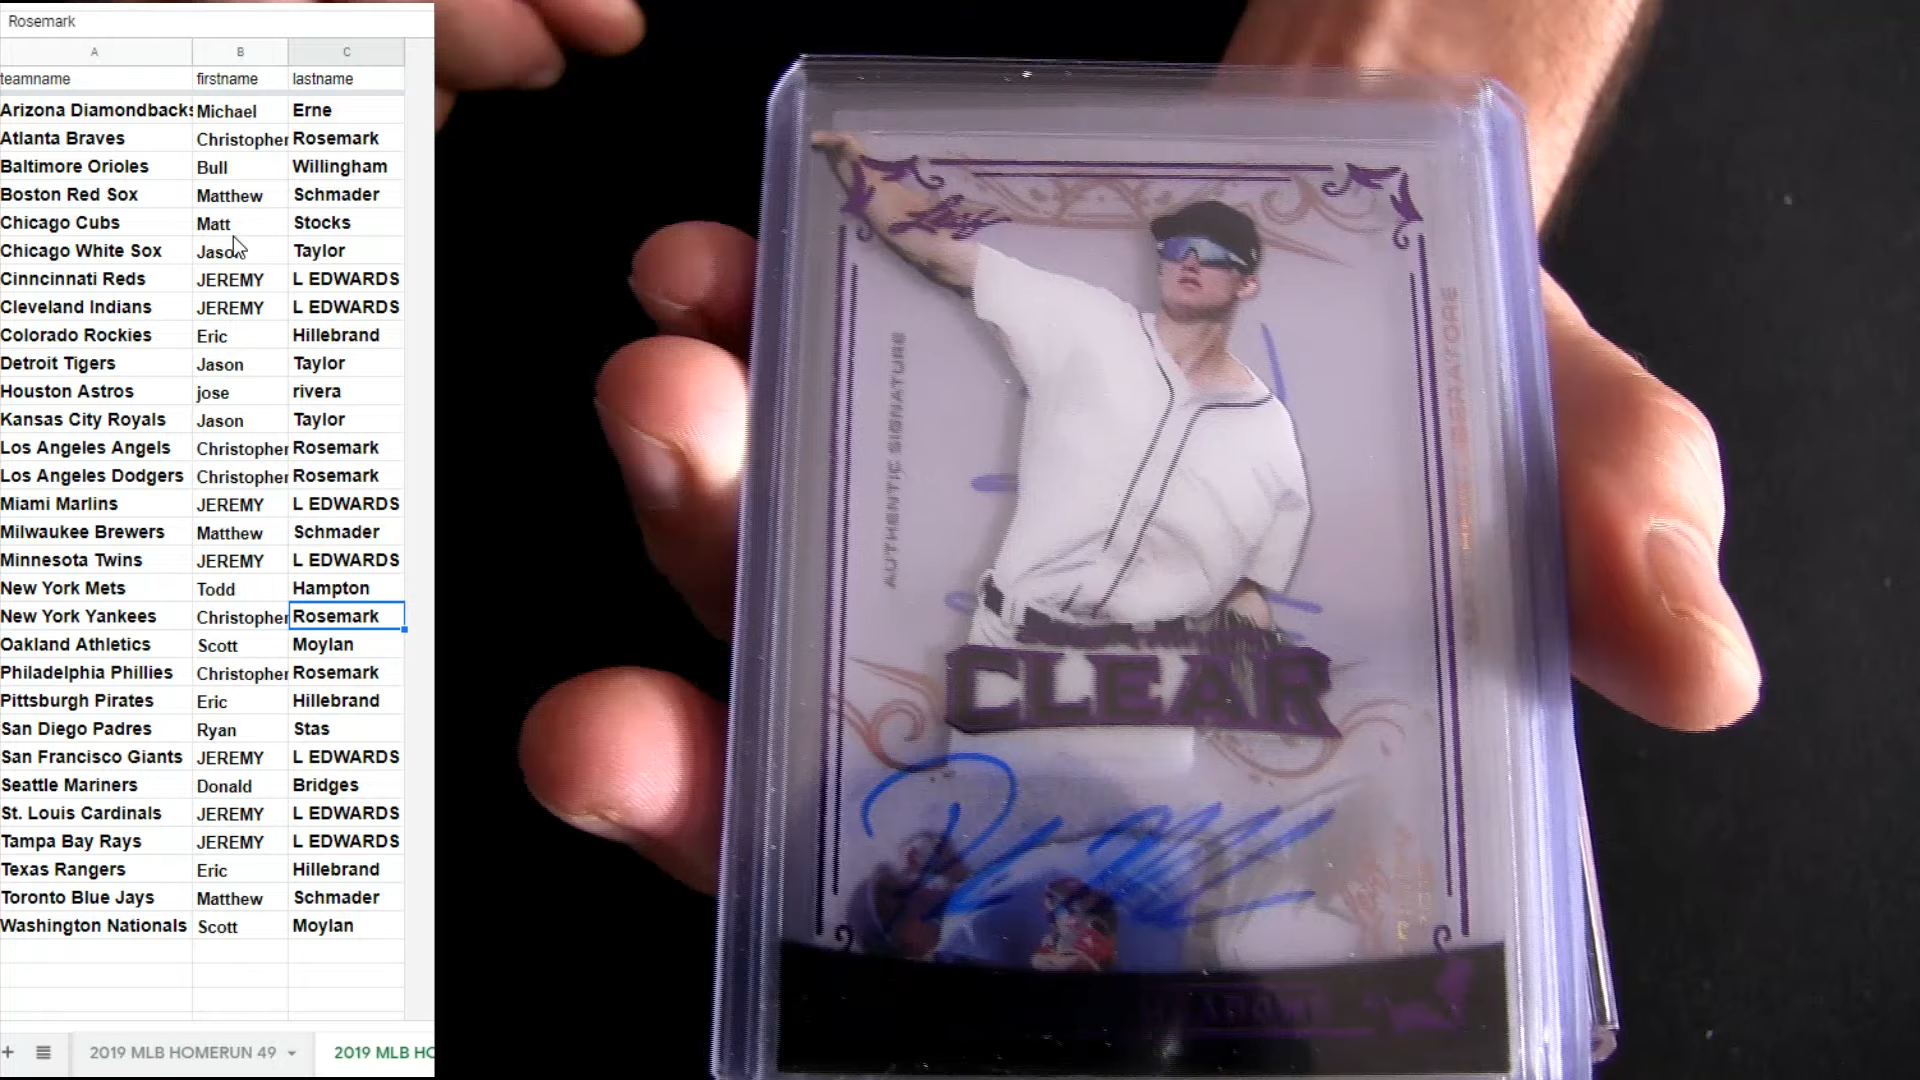 Rosemark
A B C
teamname firstname lastname
Arizona Diamondbacks Michael Erne
Atlanta Braves Christopher Rosemark
Baltimore Orioles Bull Willingham
Boston Red Sox Matthew Schmader
Chicago Cubs Matt Stocks
Chicago White Sox Jason Taylor
Cinncinnati Reds JEREMY L EDWARDS
Cleveland Indians JEREMY L EDWARDS
Colorado Rockies Eric Hillebrand
Detroit Tigers Jason Taylor
Houston Astros jose rivera
Kansas City Royals Jason Taylor
Los Angeles Angels Christopher Rosemark
Los Angeles Dodgers Christopher Rosemark
Miami Marlins JEREMY L EDWARDS
Milwaukee Brewers Matthew Schmader
Minnesota Twins JEREMY L EDWARDS
New York Mets Todd Hampton
New York Yankees Christopher Rosemark
Oakland Athletics Scott Moylan
Philadelphia Phillies Christopher Rosemark
Pittsburgh Pirates Eric Hillebrand
San Diego Padres Ryan Stas
San Francisco Giants JEREMY L EDWARDS
Seattle Mariners Donald Bridges
St. Louis Cardinals JEREMY L EDWARDS
Tampa Bay Rays JEREMY L EDWARDS
Texas Rangers Eric Hillebrand
Toronto Blue Jays Matthew Schmader
Washington Nationals Scott Moylan
2019 MLB HOMERUN 49
2019 MLB HO
Leaf
AUTHENTIC SIGNATURE
CLEAR